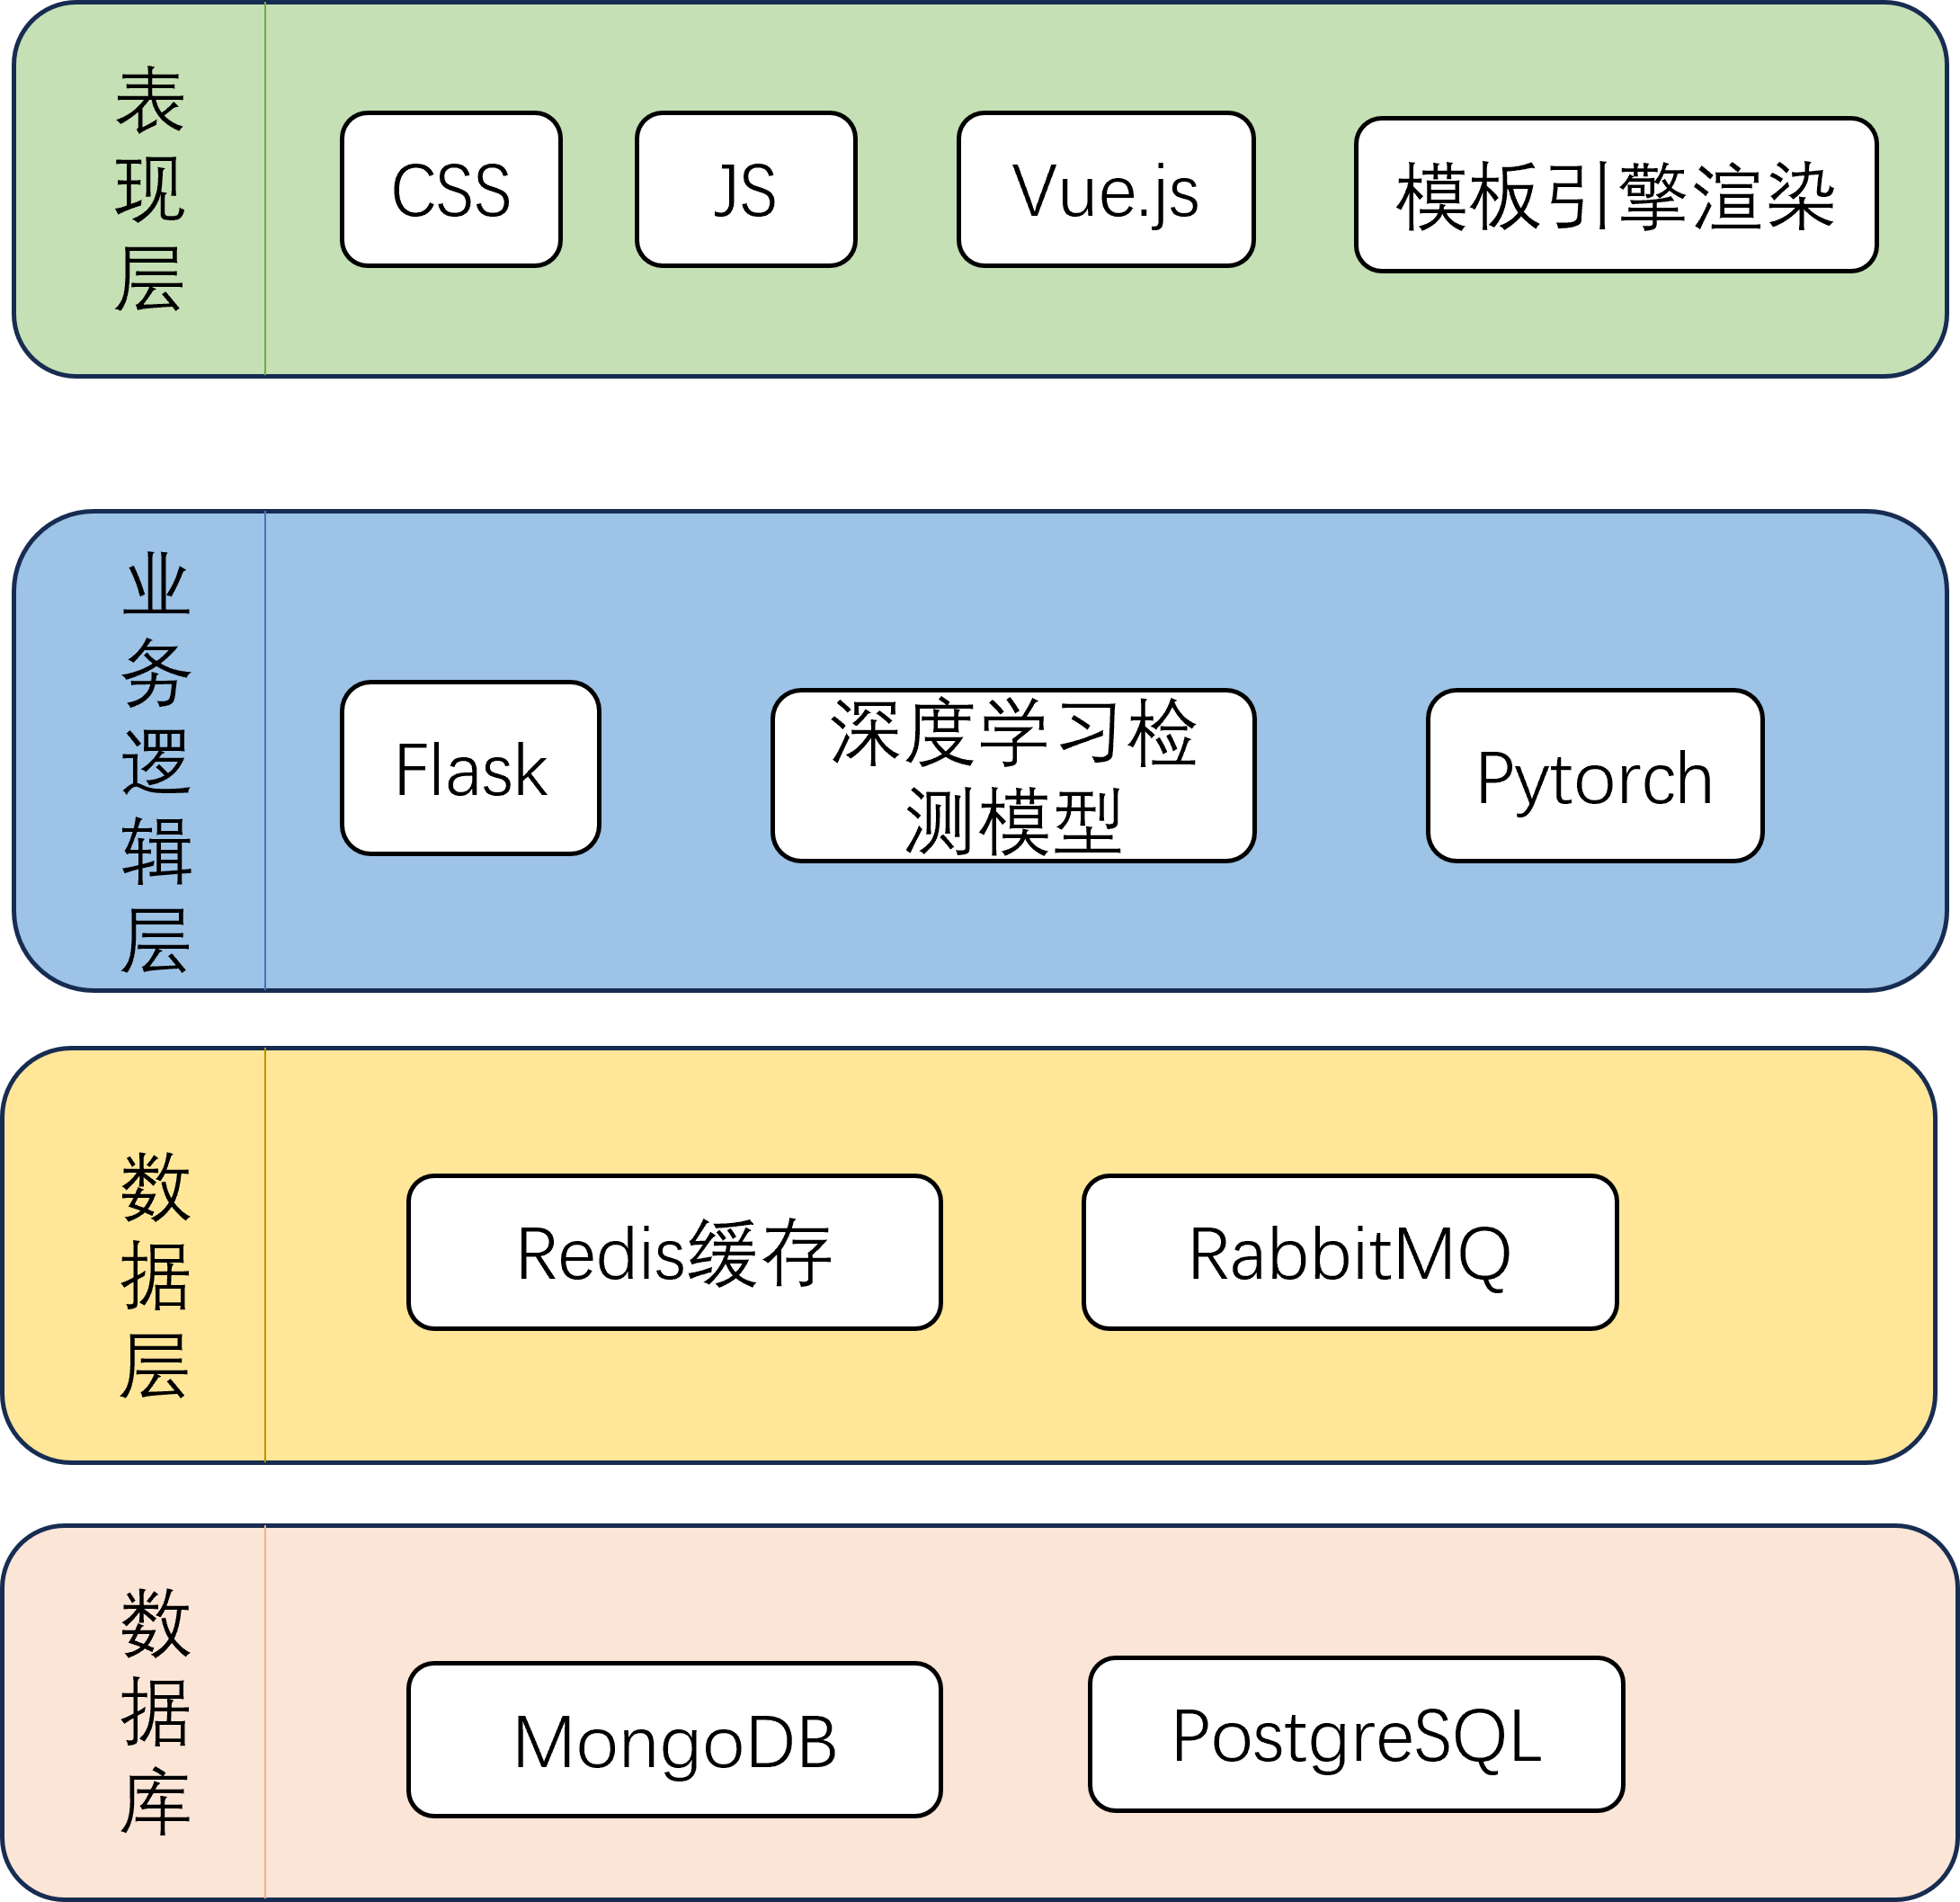 表
现
层
CSS
JS
Vue.js
模板引擎渲染
业
务
逻
辑
层
Flask
深度学习检
测模型
Pytorch
数
据
层
Redis缓存
RabbitMQ
数
据
库
MongoDB
PostgreSQL